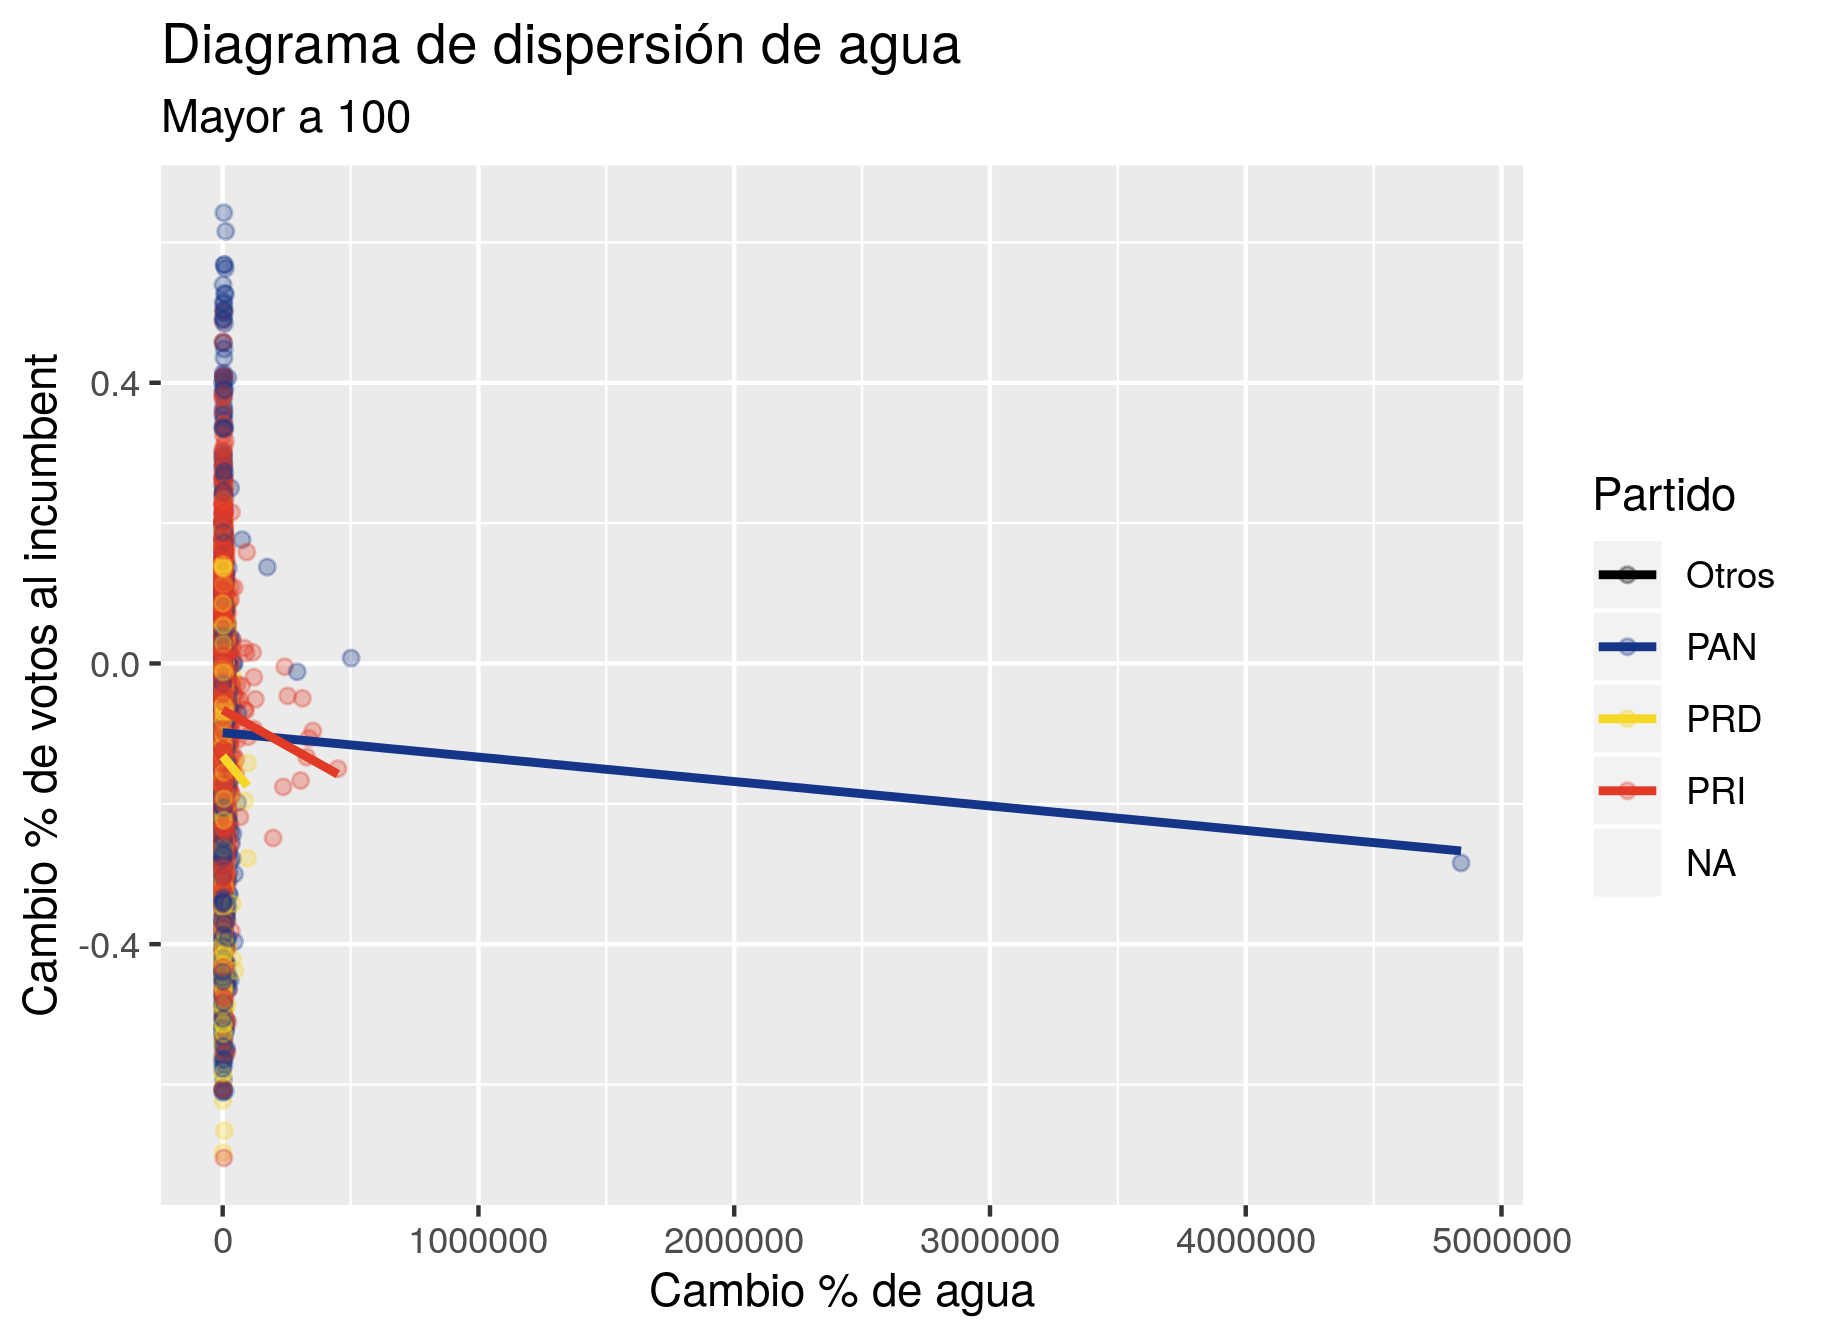 Diagrama de dispersión de agua
Mayor a 100
Cambio % de votos al incumbent
0.4
0.0
-0.4
0
1000000
2000000
3000000
4000000
5000000
Cambio % de agua
Partido
Otros
PAN
PRD
PRI
NA